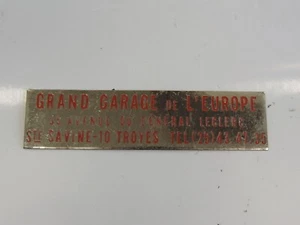 GRAND GARAGE DE L'EUROPE
AVENUE DU GENERAL LECLERC
STE SAVINE-10 TROYES